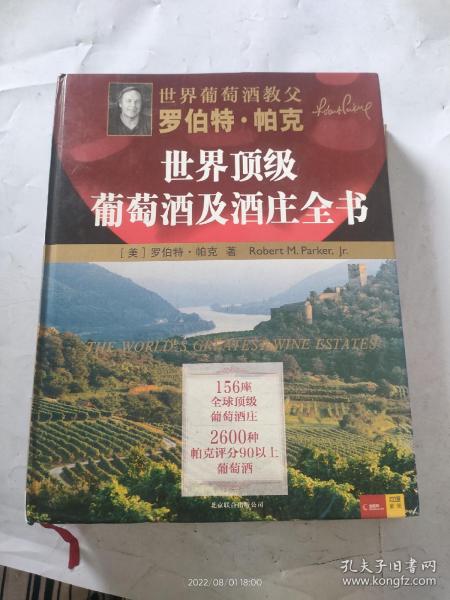 世界葡萄酒教父
罗伯特·帕克
世界顶级
葡萄酒及酒庄全书
[美]罗伯特·帕克 著 Robert M. Parker, Jr.
THE WORLD'S GREATEST WINE ESTATES
156座
全球顶级
葡萄酒庄
2600种
帕克评分90以上
葡萄酒
北京联合出版公司
2022/08/01 18:00
孔夫子旧书网
www.kongfz.com